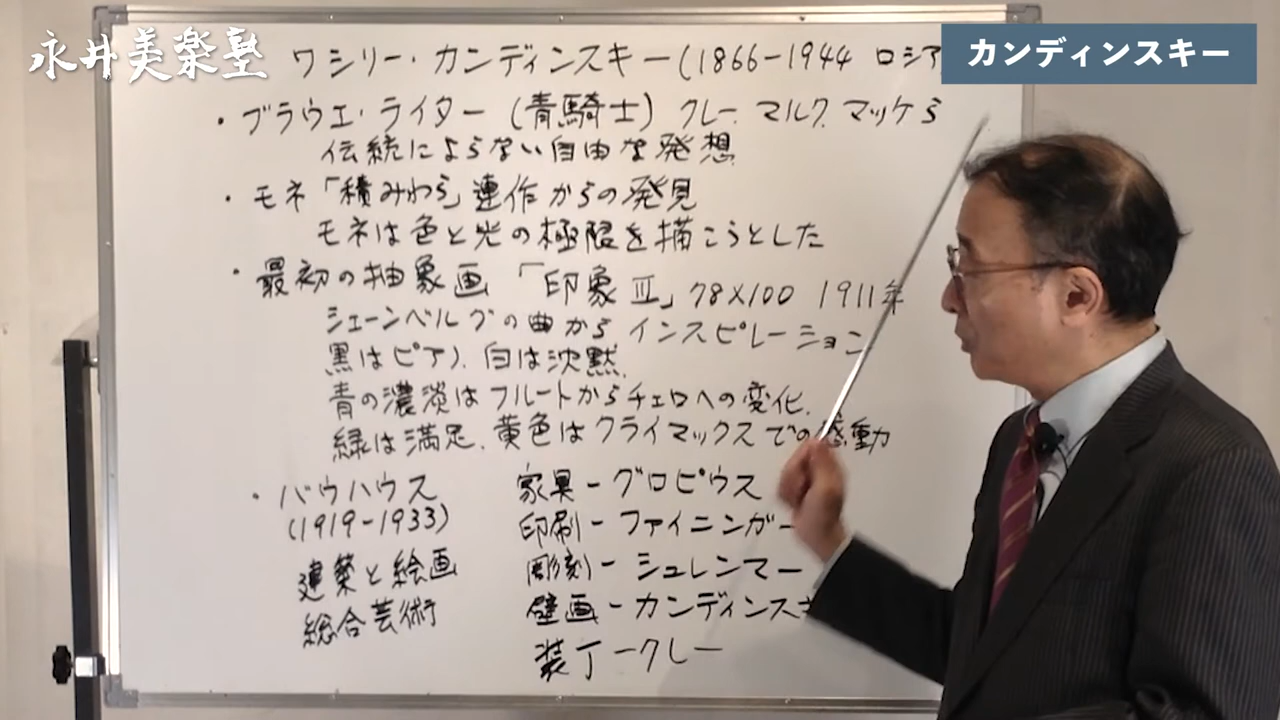 永井美楽塾
カンディンスキー
ワシリー・カンディンスキー(1866-1944 ロシア
・ブラウエ・ライター(青騎士) クレー、マルク、マッケら
伝統によらない自由な発想
・モネ「積みわら」連作からの発見
モネは色と光の極限を描こうとした
・最初の抽象画 「印象Ⅲ」78×100 1911年
シェーンベルグの曲から インスピレーション
黒はピアノ、白は沈黙、
青の濃淡はフルートからチェロへの変化、
緑は満足、黄色はクライマックスでの感動
・バウハウス
(1919-1933)
建築と絵画
総合芸術
家具-グロピウス
印刷-ファイニンガー
彫刻-シュレンマー
壁画-カンディンスキ
装丁-クレー